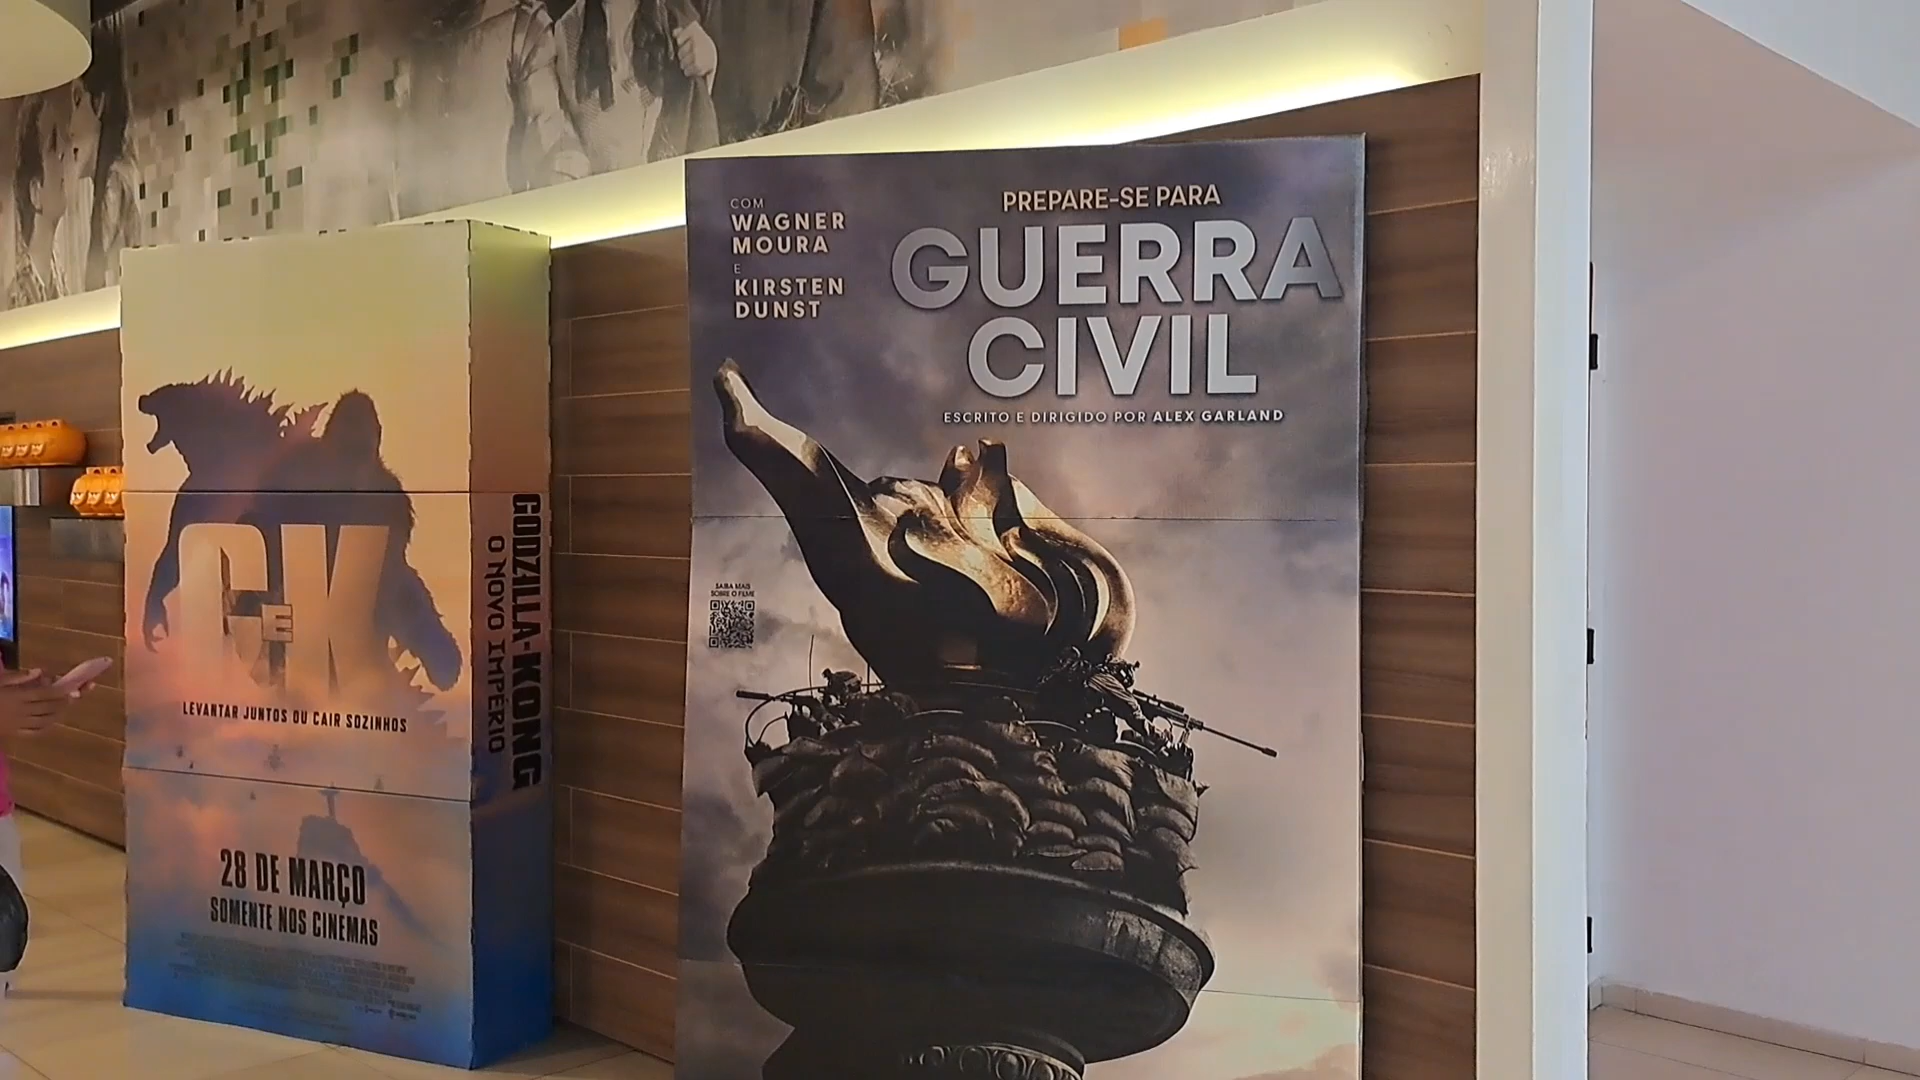 G E K
LEVANTAR JUNTOS OU CAIR SOZINHOS
28 DE MARÇO
SOMENTE NOS CINEMAS
GODZILLA-KONG
O NOVO IMPÉRIO
COM
WAGNER
MOURA
E
KIRSTEN
DUNST
PREPARE-SE PARA
GUERRA
CIVIL
ESCRITO E DIRIGIDO POR ALEX GARLAND
SAIBA MAIS
SOBRE O FILME